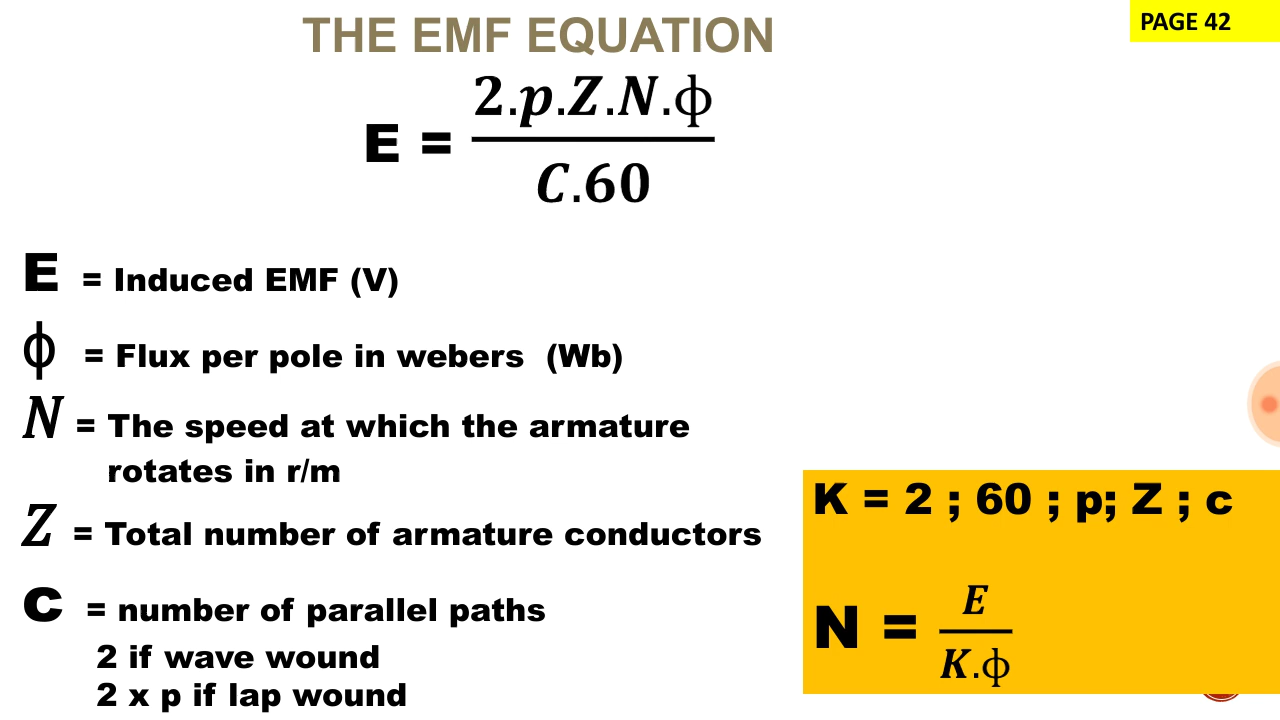 PAGE 42
THE EMF EQUATION
E = 2.p.Z.N.ϕ / C.60
E = Induced EMF (V)
ϕ = Flux per pole in webers (Wb)
N = The speed at which the armature
rotates in r/m
Z = Total number of armature conductors
C = number of parallel paths
2 if wave wound
2 x p if lap wound
K = 2 ; 60 ; p; Z ; c
N = E / K.ϕ